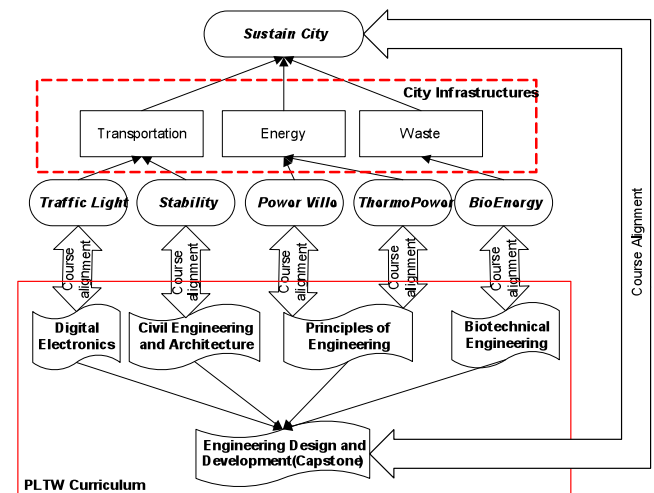 Sustain City
City Infrastructures
Transportation
Energy
Waste
Traffic Light
Stability
Power Ville
ThermoPower
BioEnergy
Course
alignment
Course
alignment
Course
alignment
Course
alignment
Course
alignment
Course Alignment
Digital
Electronics
Civil Engineering
and Architecture
Principles of
Engineering
Biotechnical
Engineering
Engineering Design and
Development(Capstone)
PLTW Curriculum